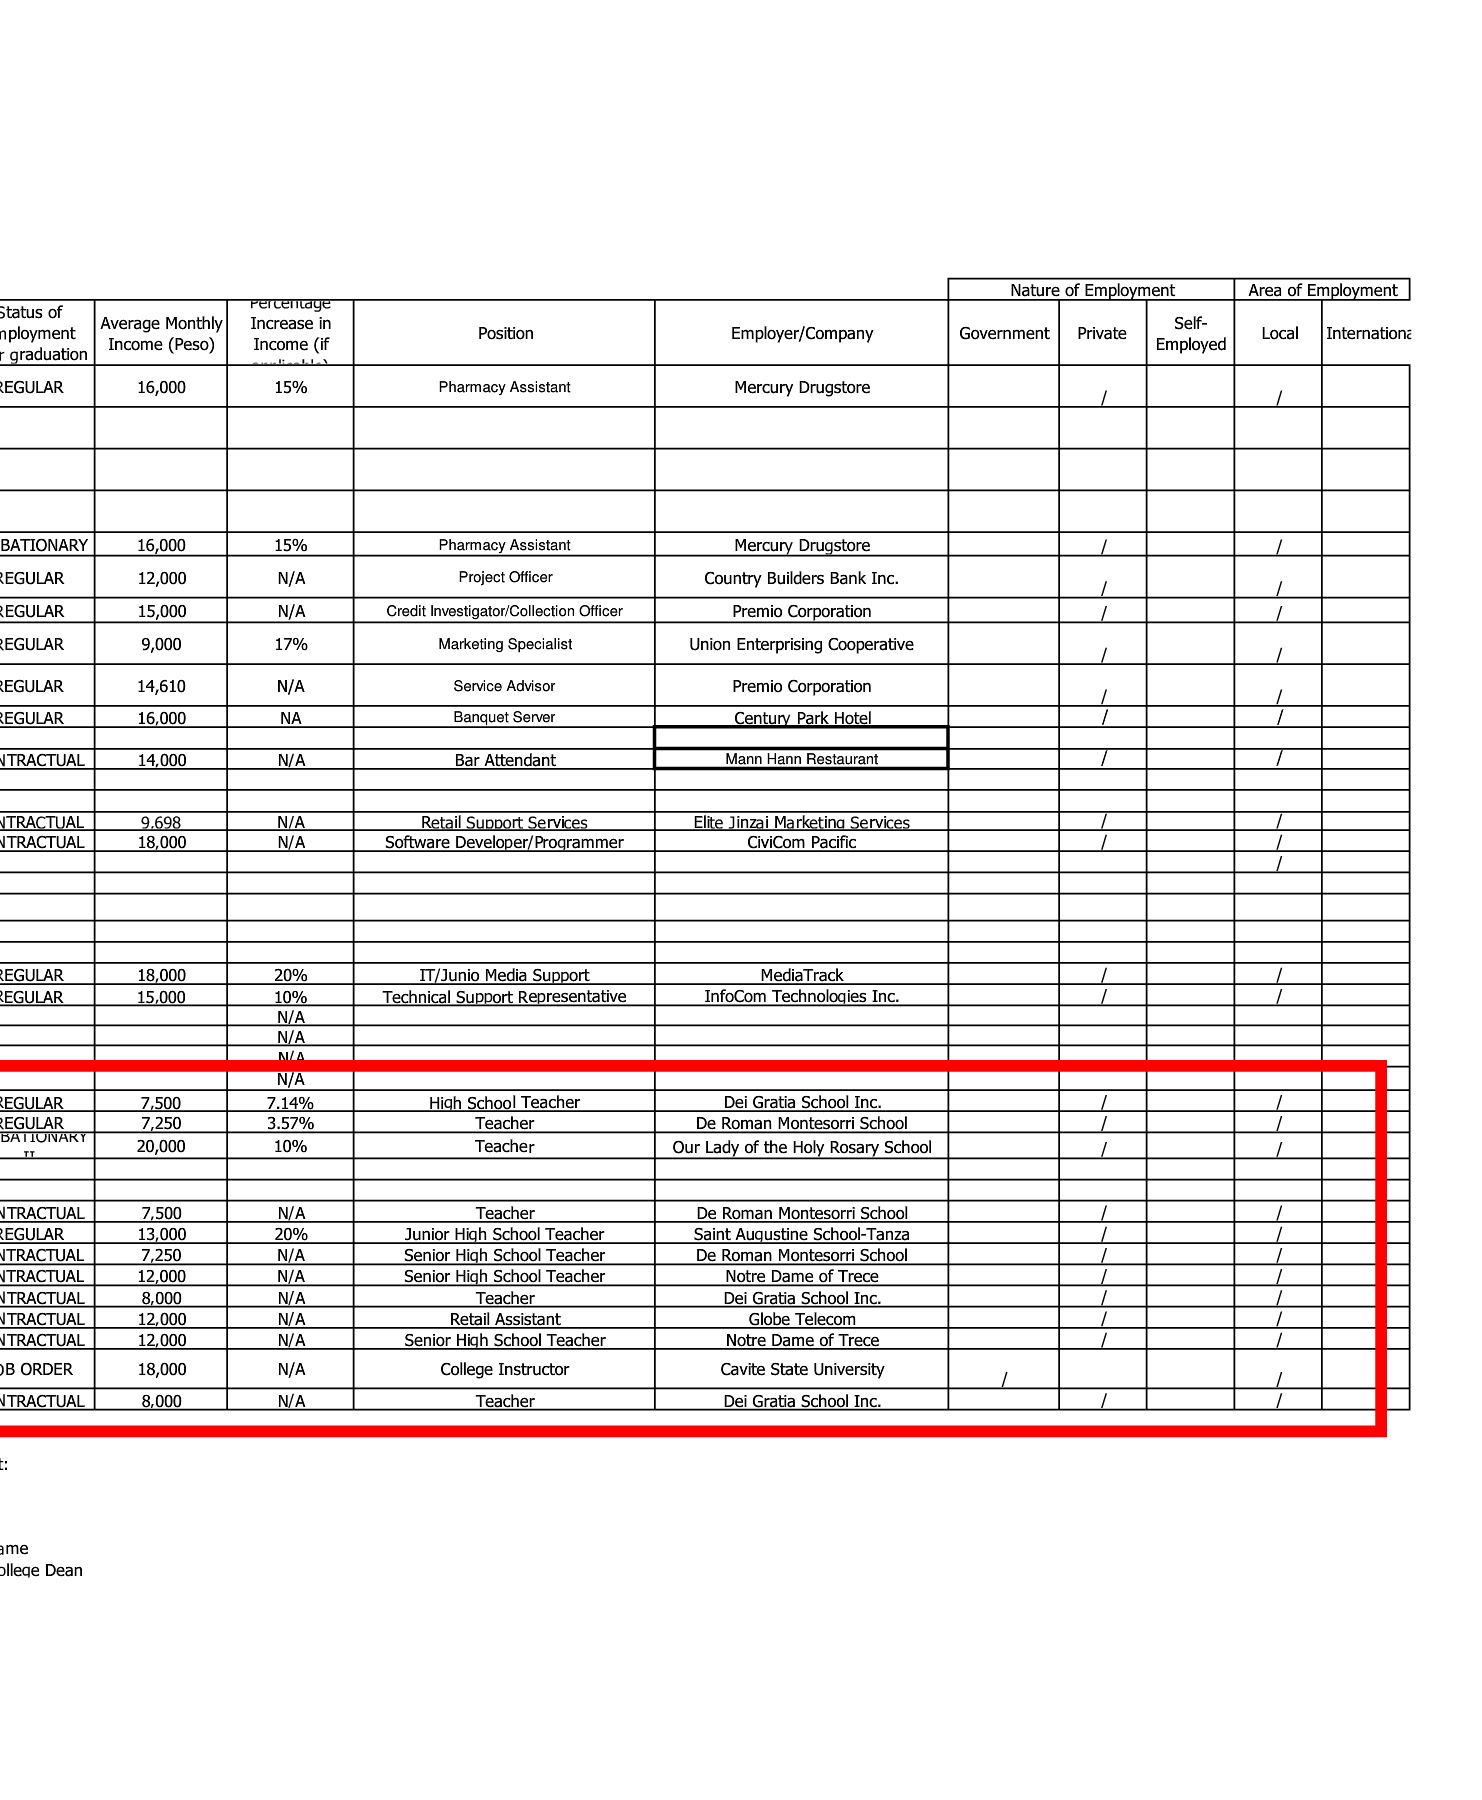 Nature of Employment Area of Employment
Status of Average Monthly Percentage Increase in Position Employer/Company Government Private Self- Local
Income (Peso) Income (if Employed
r graduation
REGULAR 16,000 15% Pharmacy Assistant Mercury Drugstore / /
BATIONARY 16,000 15% Pharmacy Assistant Mercury Drugstore / /
REGULAR 12,000 N/A Project Officer Country Builders Bank Inc. / /
REGULAR 15,000 N/A Credit Investigator/Collection Officer Premio Corporation / /
REGULAR 9,000 17% Marketing Specialist Union Enterprising Cooperative / /
REGULAR 14,610 N/A Service Advisor Premio Corporation / /
REGULAR 16,000 NA Banquet Server Century Park Hotel / /
NTRACTUAL 14,000 N/A Bar Attendant Mann Hann Restaurant / /
NTRACTUAL 9,698 N/A Retail Support Services Elite Jinzai Marketing Services / /
NTRACTUAL 18,000 N/A Software Developer/Programmer CiviCom Pacific / /
/
REGULAR 18,000 20% IT/Junio Media Support MediaTrack / /
REGULAR 15,000 10% Technical Support Representative InfoCom Technologies Inc. / /
N/A
N/A
N/A
N/A
REGULAR 7,500 7.14% High School Teacher Dei Gratia School Inc. / /
REGULAR 7,250 3.57% Teacher De Roman Montesorri School / /
BATIONARY 20,000 10% Teacher Our Lady of the Holy Rosary School / /
II
NTRACTUAL 7,500 N/A Teacher De Roman Montesorri School / /
REGULAR 13,000 20% Junior High School Teacher Saint Augustine School-Tanza / /
NTRACTUAL 7,250 N/A Senior High School Teacher De Roman Montesorri School / /
NTRACTUAL 12,000 N/A Senior High School Teacher Notre Dame of Trece / /
NTRACTUAL 8,000 N/A Teacher Dei Gratia School Inc. / /
NTRACTUAL 12,000 N/A Retail Assistant Globe Telecom / /
NTRACTUAL 12,000 N/A Senior High School Teacher Notre Dame of Trece / /
OB ORDER 18,000 N/A College Instructor Cavite State University / /
NTRACTUAL 8,000 N/A Teacher Dei Gratia School Inc. / /
t:
ame
ollege Dean